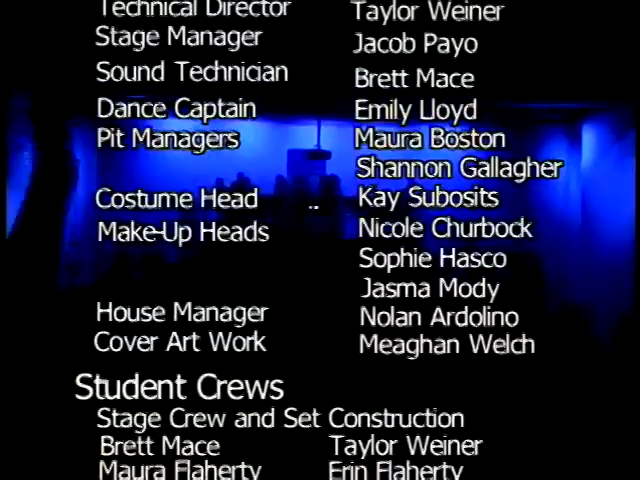 Technical Director Taylor Weiner
Stage Manager Jacob Payo
Sound Technician Brett Mace
Dance Captain Emily Lloyd
Pit Managers Maura Boston
Shannon Gallagher
Costume Head .. Kay Subosits
Make-Up Heads Nicole Churbock
Sophie Hasco
Jasma Mody
House Manager Nolan Ardolino
Cover Art Work Meaghan Welch
Student Crews
Stage Crew and Set Construction
Brett Mace Taylor Weiner
Maura Flaherty Erin Flaherty